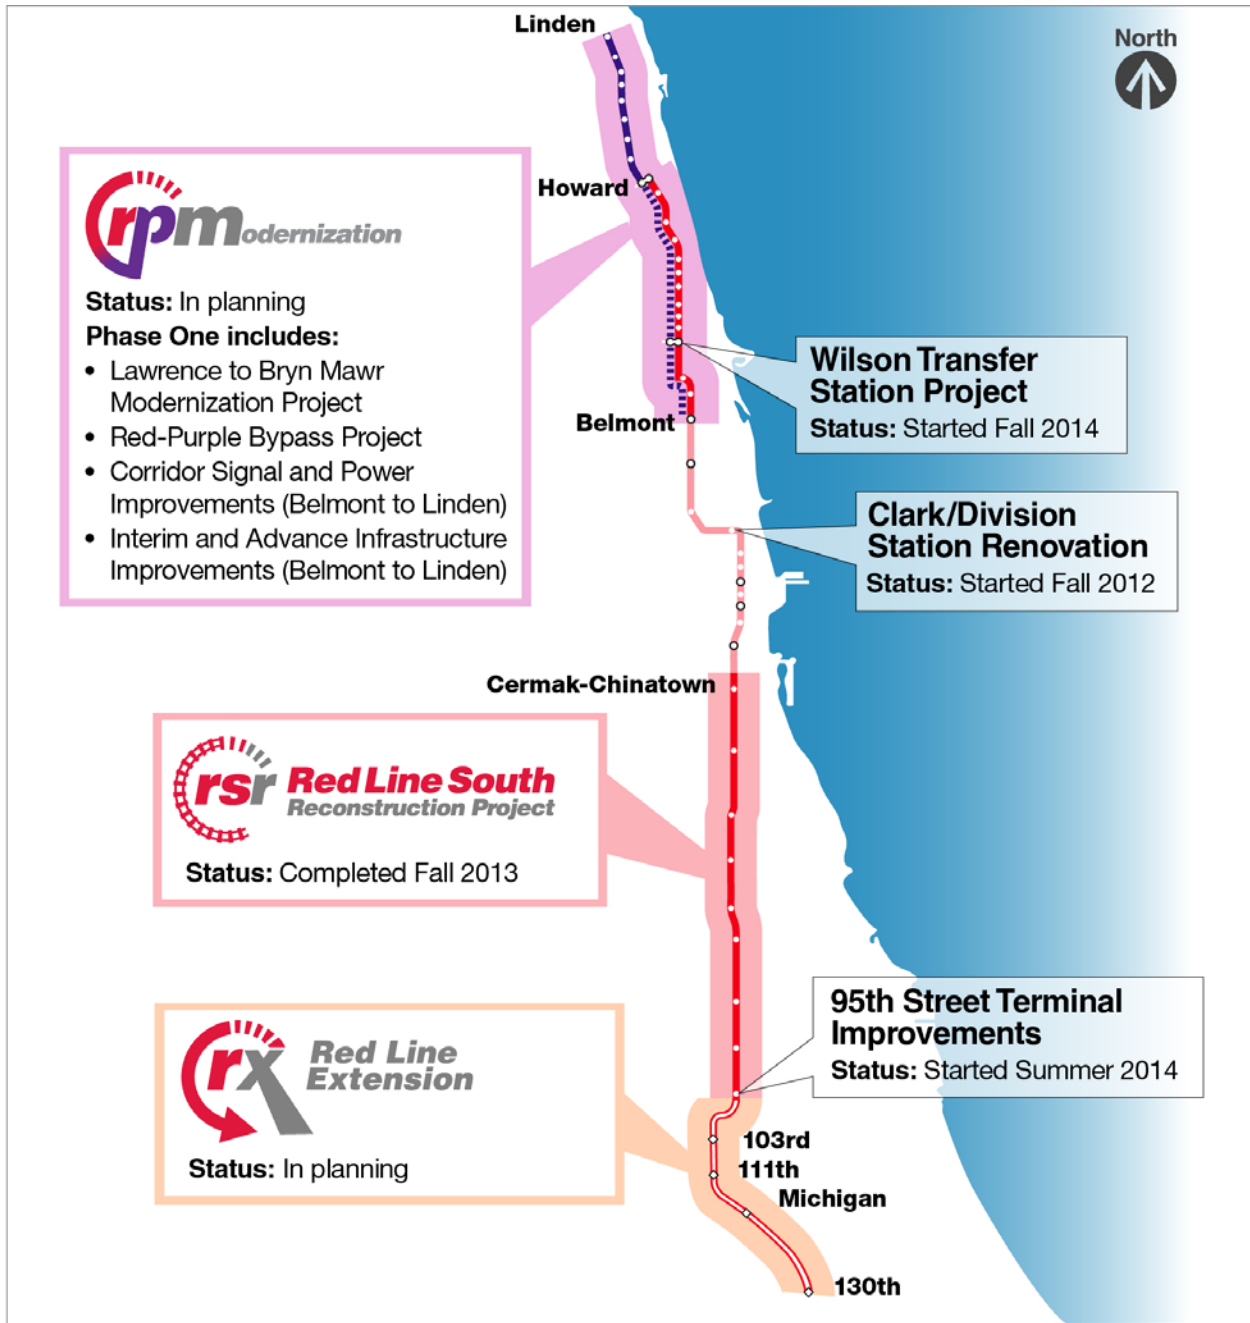 Linden
North
Howard
rpmodernization
Status: In planning
Phase One includes:
• Lawrence to Bryn Mawr
Modernization Project
• Red-Purple Bypass Project
• Corridor Signal and Power
Improvements (Belmont to Linden)
• Interim and Advance Infrastructure
Improvements (Belmont to Linden)
Wilson Transfer
Station Project
Status: Started Fall 2014
Belmont
Clark/Division
Station Renovation
Status: Started Fall 2012
Cermak-Chinatown
rsr Red Line South
Reconstruction Project
Status: Completed Fall 2013
95th Street Terminal
Improvements
Status: Started Summer 2014
rx Red Line
Extension
Status: In planning
103rd
111th
Michigan
130th